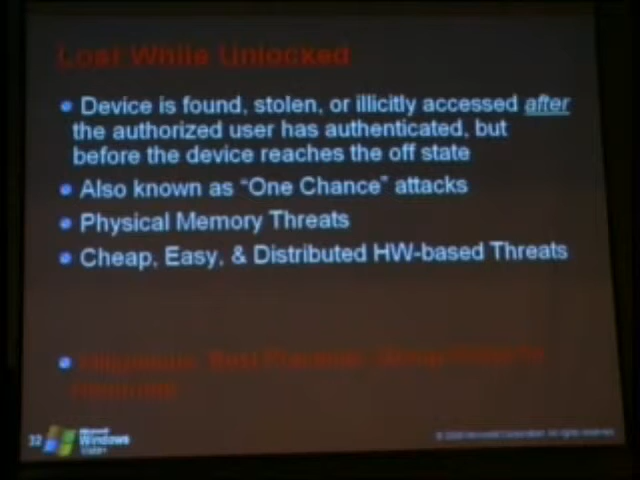 Lost While Unlocked
Device is found, stolen, or illicitly accessed after
the authorized user has authenticated, but
before the device reaches the off state
Also known as “One Chance” attacks
Physical Memory Threats
Cheap, Easy, & Distributed HW-based Threats
32
Microsoft
Windows
Vista